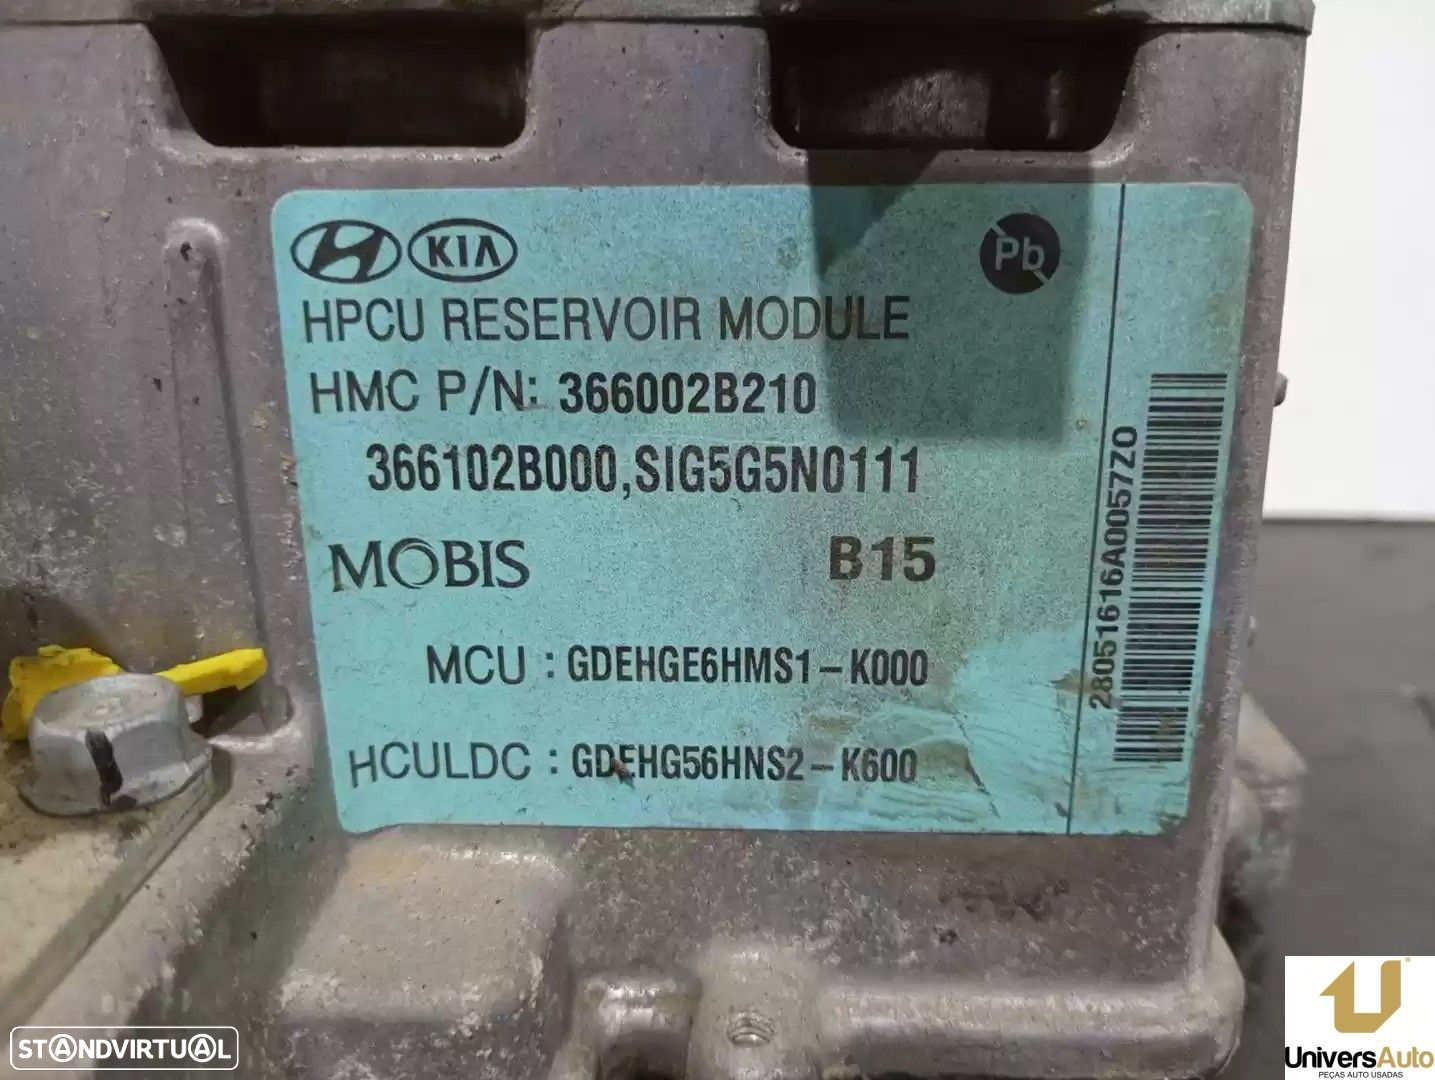 KIA
Pb
HPCU RESERVOIR MODULE
HMC P/N: 366002B210
366102B000,SIG5G5N0111
MOBIS B15
MCU : GDEHGE6HMS1-K000
HCULDC : GDEHG56HNS2-K600
28051616A0057ZO
STANDVIRTUAL
UniversAuto
PEÇAS AUTO USADAS